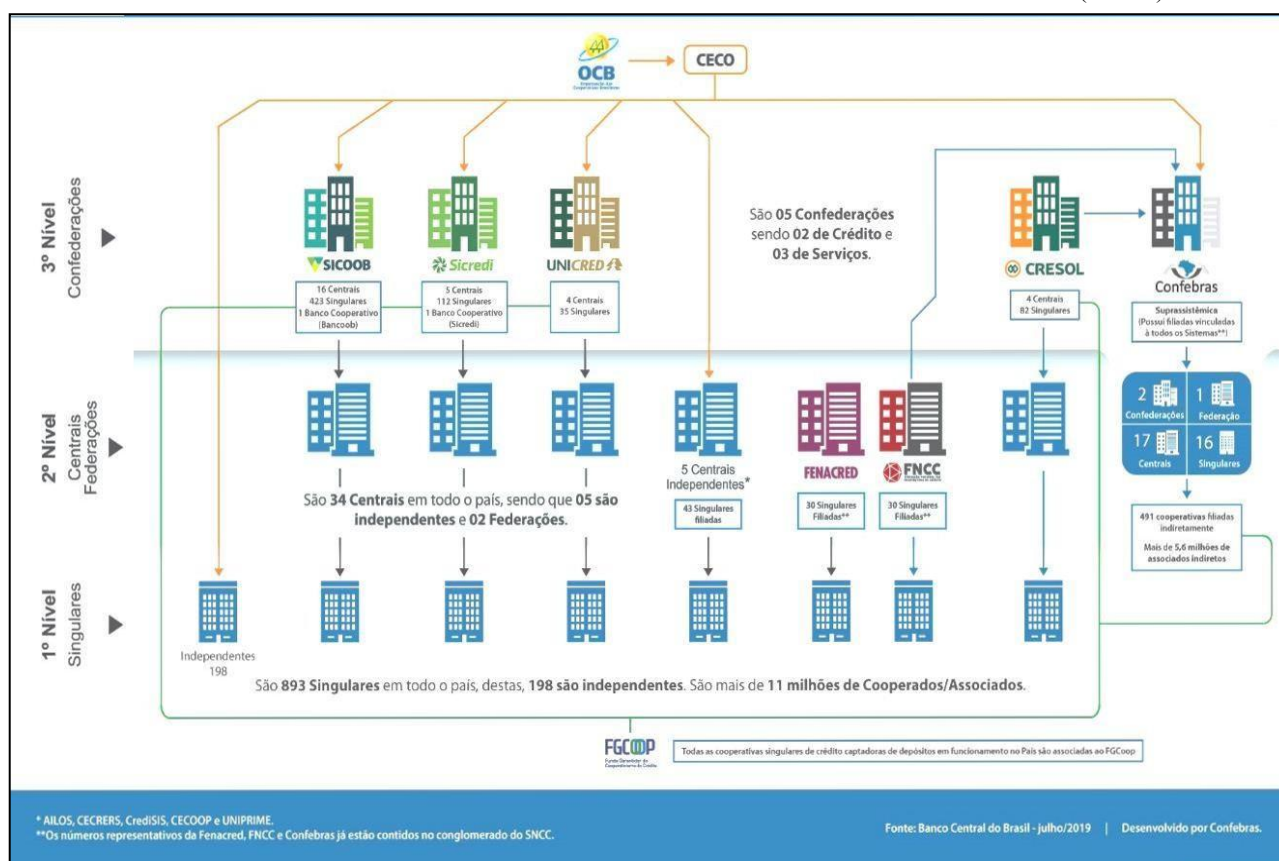 OCB
CECO
3º Nível
Confederações
SICOOB
16 Centrais
423 Singulares
1 Banco Cooperativo
(Bancoob)
Sicredi
5 Centrais
112 Singulares
1 Banco Cooperativo
(Sicredi)
UNICRED
4 Centrais
35 Singulares
São 05 Confederações
sendo 02 de Crédito e
03 de Serviços.
CRESOL
4 Centrais
82 Singulares
Confebras
Suprassistêmica
(Possui filiadas vinculadas
à todos os Sistemas**)
2º Nível
Centrais
Federações
São 34 Centrais em todo o país, sendo que 05 são
independentes e 02 Federações.
5 Centrais
Independentes*
43 Singulares
filiadas
FENACRED
30 Singulares
Filiadas**
FNCC
30 Singulares
Filiadas**
2
Confederações
1
Federação
17
Centrais
16
Singulares
491 cooperativas filiadas
indiretamente
Mais de 5,6 milhões de
associados indiretos
1º Nível
Singulares
Independentes
198
São 893 Singulares em todo o país, destas, 198 são independentes. São mais de 11 milhões de Cooperados/Associados.
FGCOOP
Fundo Garantidor do
Cooperativismo de Crédito
Todas as cooperativas singulares de crédito captadoras de depósitos em funcionamento no País são associadas ao FGCoop
* AILOS, CECRERS, CrediSIS, CECOOP e UNIPRIME.
**Os números representativos da Fenacred, FNCC e Confebras já estão contidos no conglomerado do SNCC.
Fonte: Banco Central do Brasil - julho/2019 | Desenvolvido por Confebras.